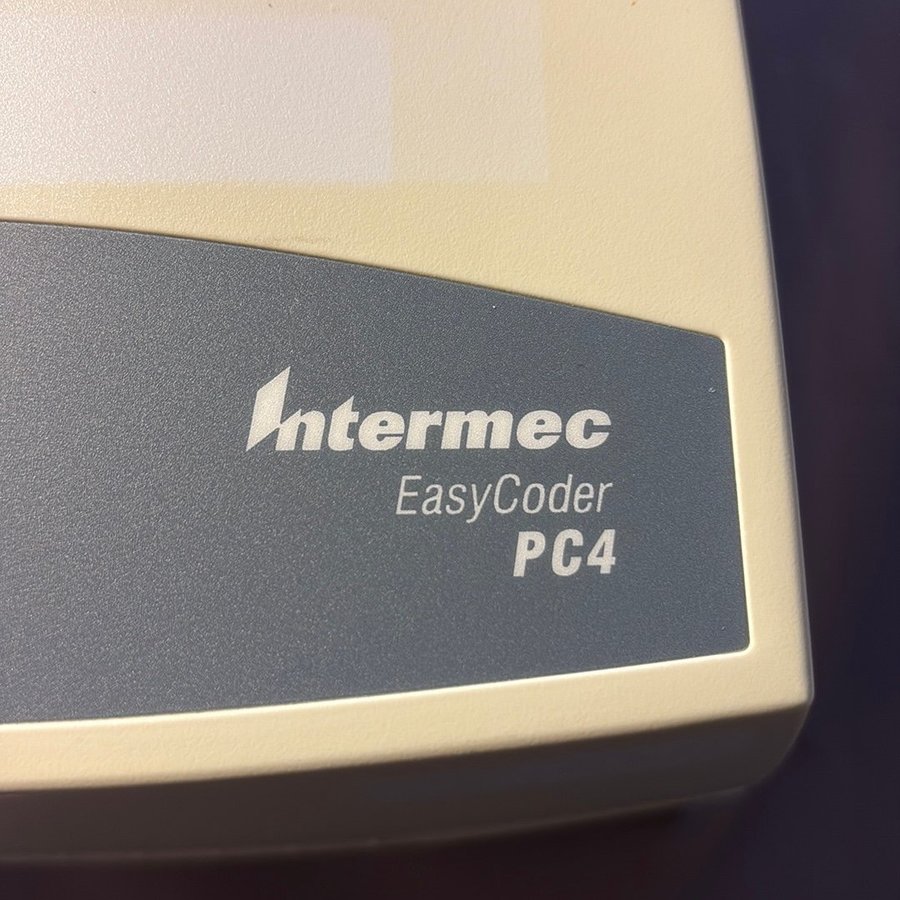 Intermec
EasyCoder
PC4